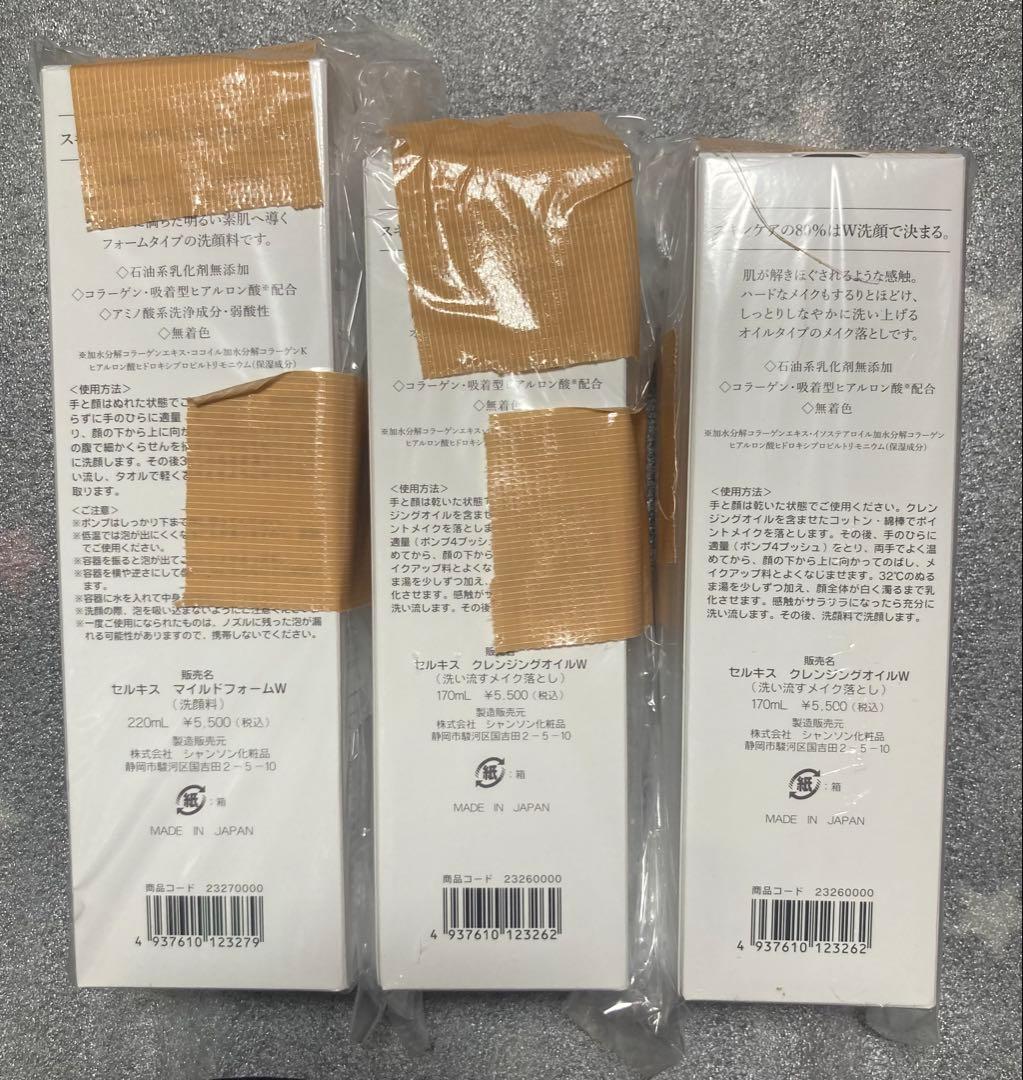 ス
に満ちた明るい素肌へ導く
フォームタイプの洗顔料です。
◇石油系乳化剤無添加
◇コラーゲン・吸着型ヒアルロン酸※配合
◇アミノ酸系洗浄成分・弱酸性
◇無着色
※加水分解コラーゲンエキス・ココイル加水分解コラーゲンK
ヒアルロン酸ヒドロキシプロピルトリモニウム(保湿成分)
<使用方法>
手と顔はぬれた状態でご
らずに手のひらに適量
り、顔の下から上に向か
の腹で細かくらせんを
に洗顔します。その後3
い流し、タオルで軽く
取ります。
<ご注意>
※ポンプはしっかり下まで
※低温では泡が出にくくな
でご使用ください。
※容器を振ると泡が出てこ
※容器を横や逆さにして
ます。
※容器に水を入れて中身
※洗顔の際、泡を吸い込まないようにご注意ください。
※一度ご使用になられたものは、ノズルに残った泡が漏
れる可能性がありますので、携帯しないでください。
販売名
セルキス マイルドフォームW
(洗顔料)
220mL ¥5,500(税込)
製造販売元
株式会社 シャンソン化粧品
静岡市駿河区国吉田2-5-10
紙:箱
MADE IN JAPAN
商品コード 23270000
4 937610 123279
ス
◇コラーゲン・吸着型ヒアルロン酸※配合
◇無着色
※加水分解コラーゲンエキス・
ヒアルロン酸ヒドロキシ
<使用方法>
手と顔は乾いた状態で
ジングオイルを含ませ
ントメイクを落としま
適量(ポンプ4プッシュ
めてから、顔の下から
イクアップ料とよくな
ま湯を少しずつ加え、
化させます。感触が
洗い流します。その後
販売名
セルキス クレンジングオイルW
(洗い流すメイク落とし)
170mL ¥5,500(税込)
製造販売元
株式会社 シャンソン化粧品
静岡市駿河区国吉田2-5-10
紙:箱
MADE IN JAPAN
商品コード 23260000
4 937610 123262
スキンケアの80%はW洗顔で決まる。
肌が解きほぐされるような感触。
ハードなメイクもするりとほどけ、
しっとりしなやかに洗い上げる
オイルタイプのメイク落としです。
◇石油系乳化剤無添加
◇コラーゲン・吸着型ヒアルロン酸※配合
◇無着色
※加水分解コラーゲンエキス・イソステアロイル加水分解コラーゲン
ヒアルロン酸ヒドロキシプロピルトリモニウム(保湿成分)
<使用方法>
手と顔は乾いた状態でご使用ください。クレン
ジングオイルを含ませたコットン・綿棒でポイ
ントメイクを落とします。その後、手のひらに
適量(ポンプ4プッシュ)をとり、両手でよく温
めてから、顔の下から上に向かってのばし、メ
イクアップ料とよくなじませます。32℃のぬる
ま湯を少しずつ加え、顔全体が白く濁るまで乳
化させます。感触がサラサラになったら充分に
洗い流します。その後、洗顔料で洗顔します。
販売名
セルキス クレンジングオイルW
(洗い流すメイク落とし)
170mL ¥5,500(税込)
製造販売元
株式会社 シャンソン化粧品
静岡市駿河区国吉田2-5-10
紙:箱
MADE IN JAPAN
商品コード 23260000
4 937610 123262